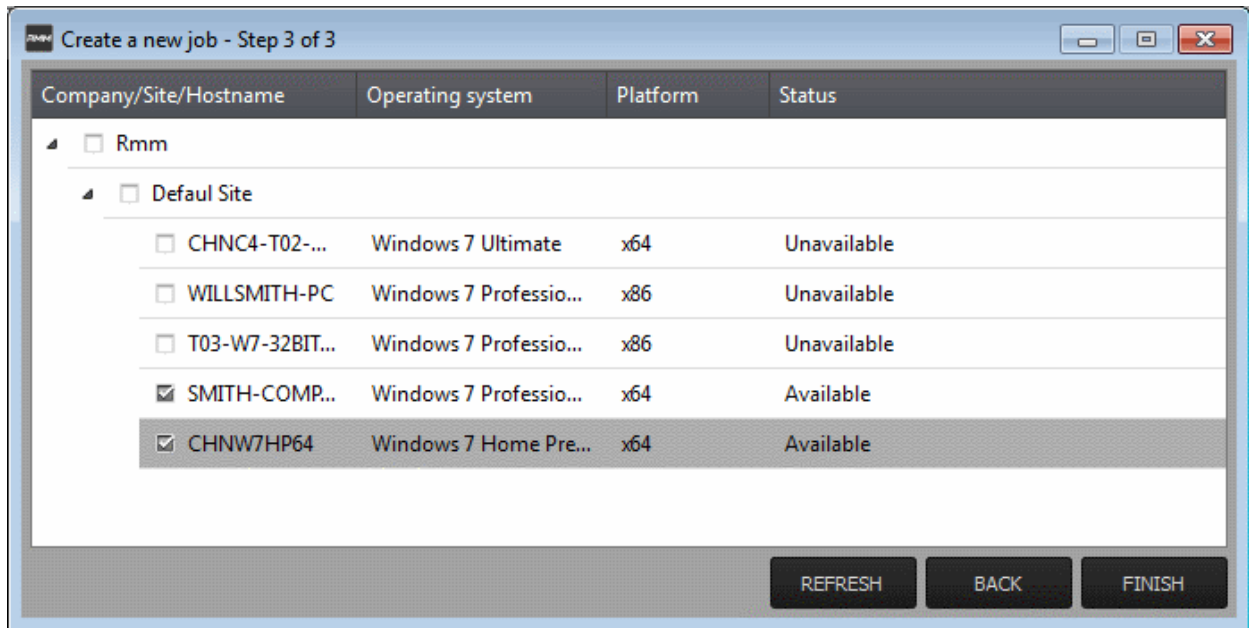 RMM Create a new job - Step 3 of 3
Company/Site/Hostname Operating system Platform Status
Rmm
Defaul Site
CHNC4-T02-... Windows 7 Ultimate x64 Unavailable
WILLSMITH-PC Windows 7 Professio... x86 Unavailable
T03-W7-32BIT... Windows 7 Professio... x86 Unavailable
SMITH-COMP... Windows 7 Professio... x64 Available
CHNW7HP64 Windows 7 Home Pre... x64 Available
REFRESH BACK FINISH